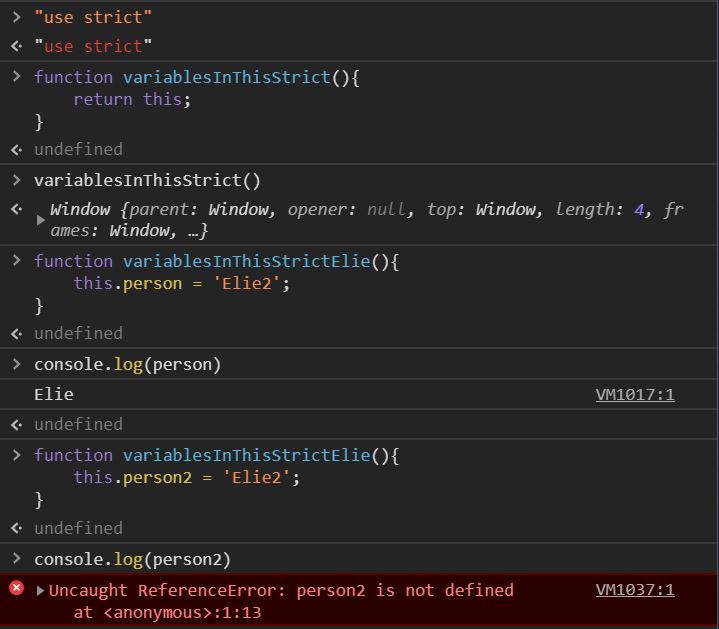 > "use strict"
<· "use strict"
> function variablesInThisStrict(){
    return this;
}
<· undefined
> variablesInThisStrict()
<· ▶Window {parent: Window, opener: null, top: Window, length: 4, fr
ames: Window, …}
> function variablesInThisStrictElie(){
    this.person = 'Elie2';
}
<· undefined
> console.log(person)
Elie VM1017:1
<· undefined
> function variablesInThisStrictElie(){
    this.person2 = 'Elie2';
}
<· undefined
> console.log(person2)
▶Uncaught ReferenceError: person2 is not defined VM1037:1
    at <anonymous>:1:13